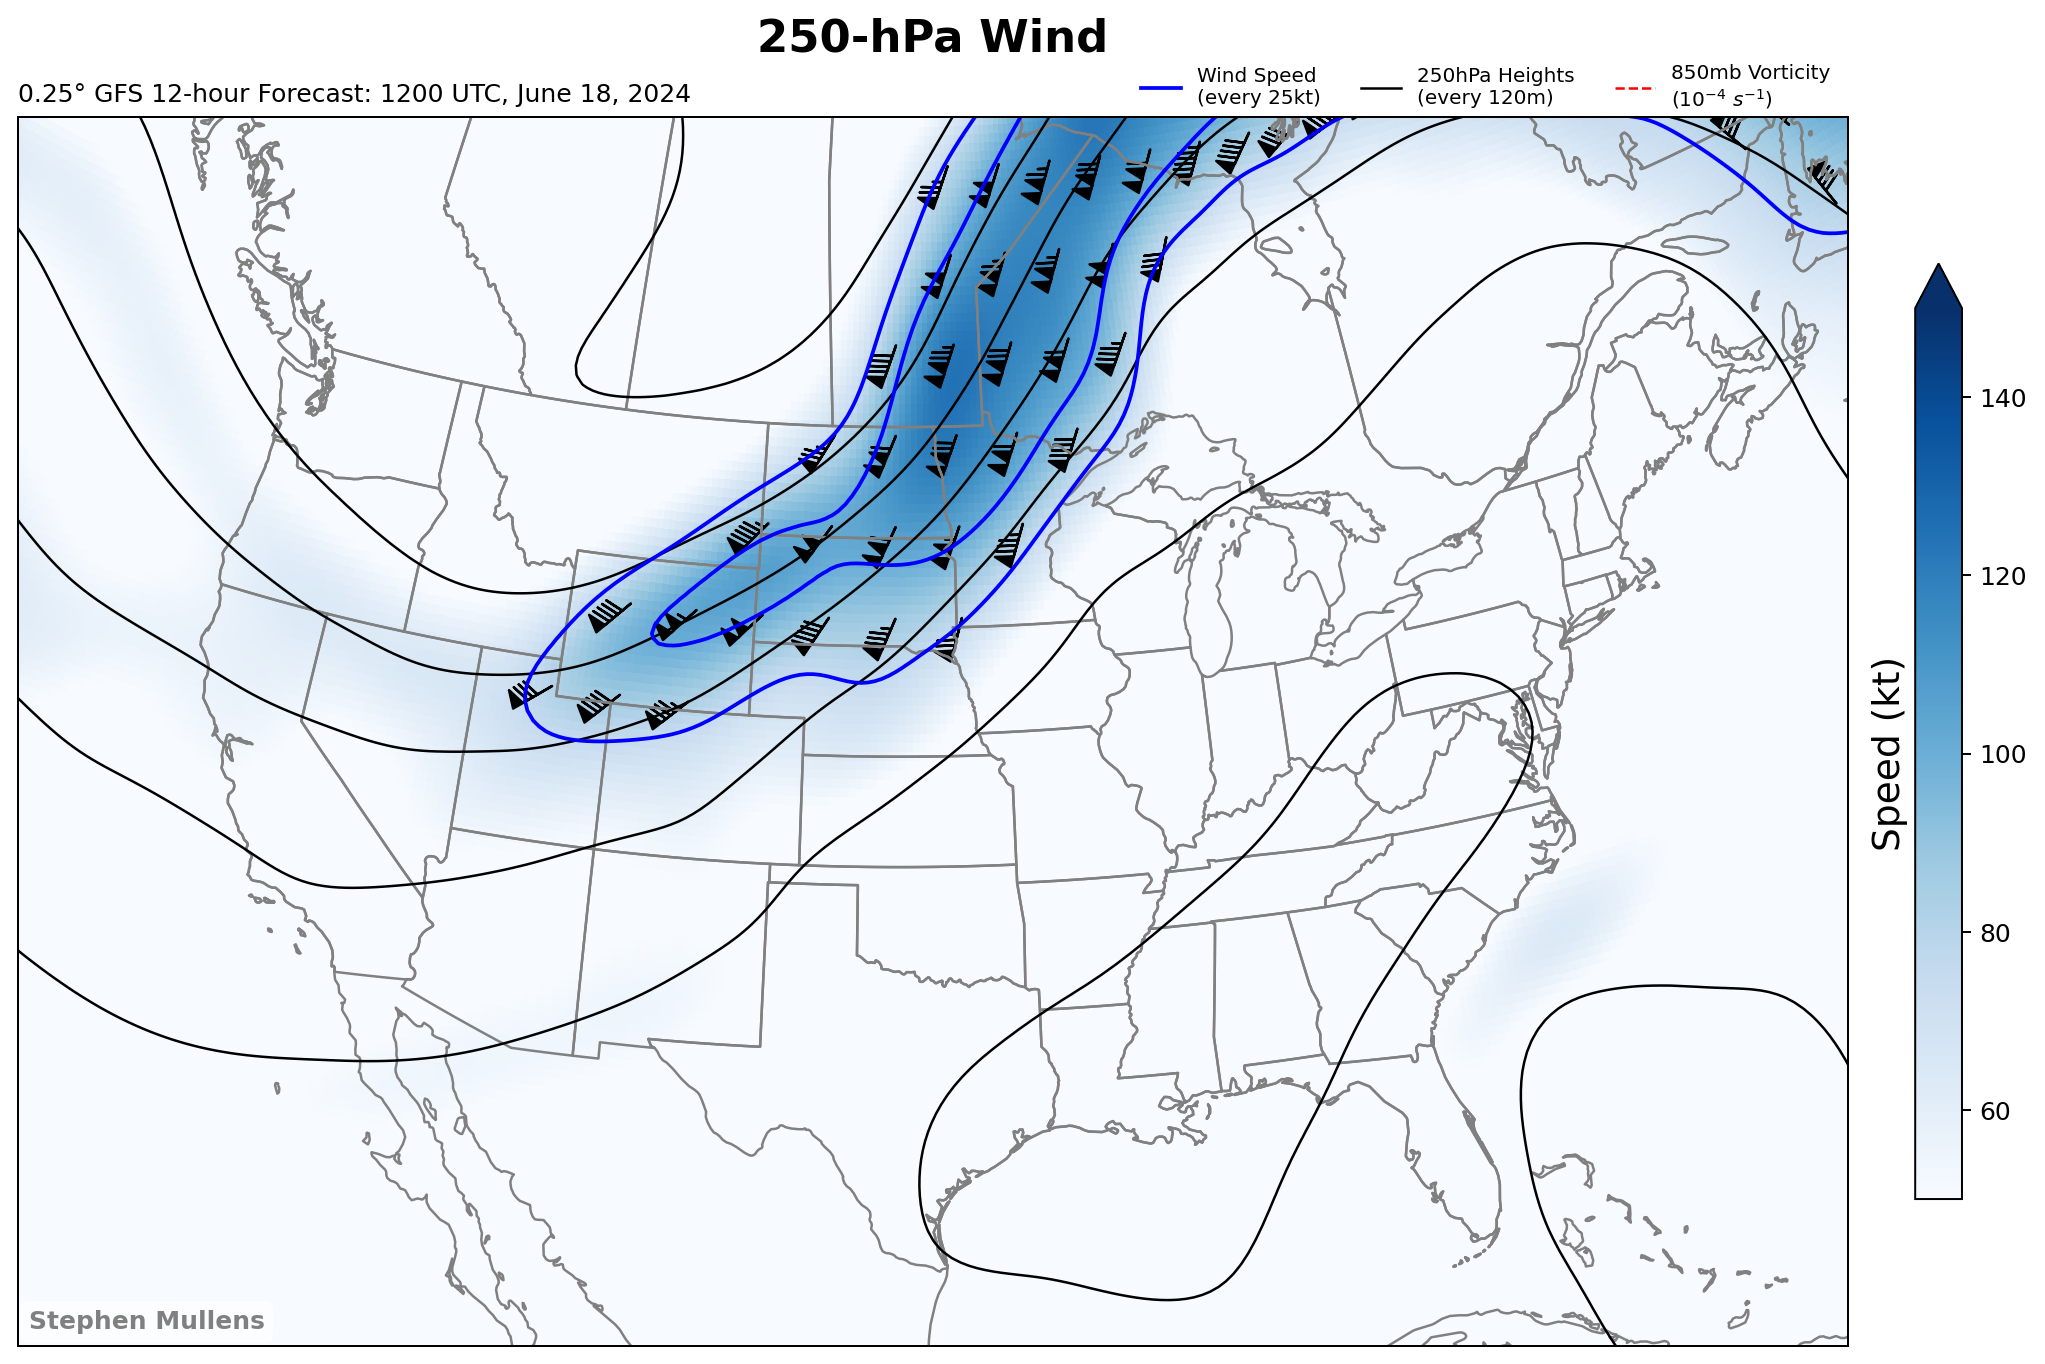 250-hPa Wind
0.25° GFS 12-hour Forecast: 1200 UTC, June 18, 2024
Wind Speed
(every 25kt)
250hPa Heights
(every 120m)
850mb Vorticity
(10⁻⁴ s⁻¹)
140
120
100
80
60
Speed (kt)
Stephen Mullens